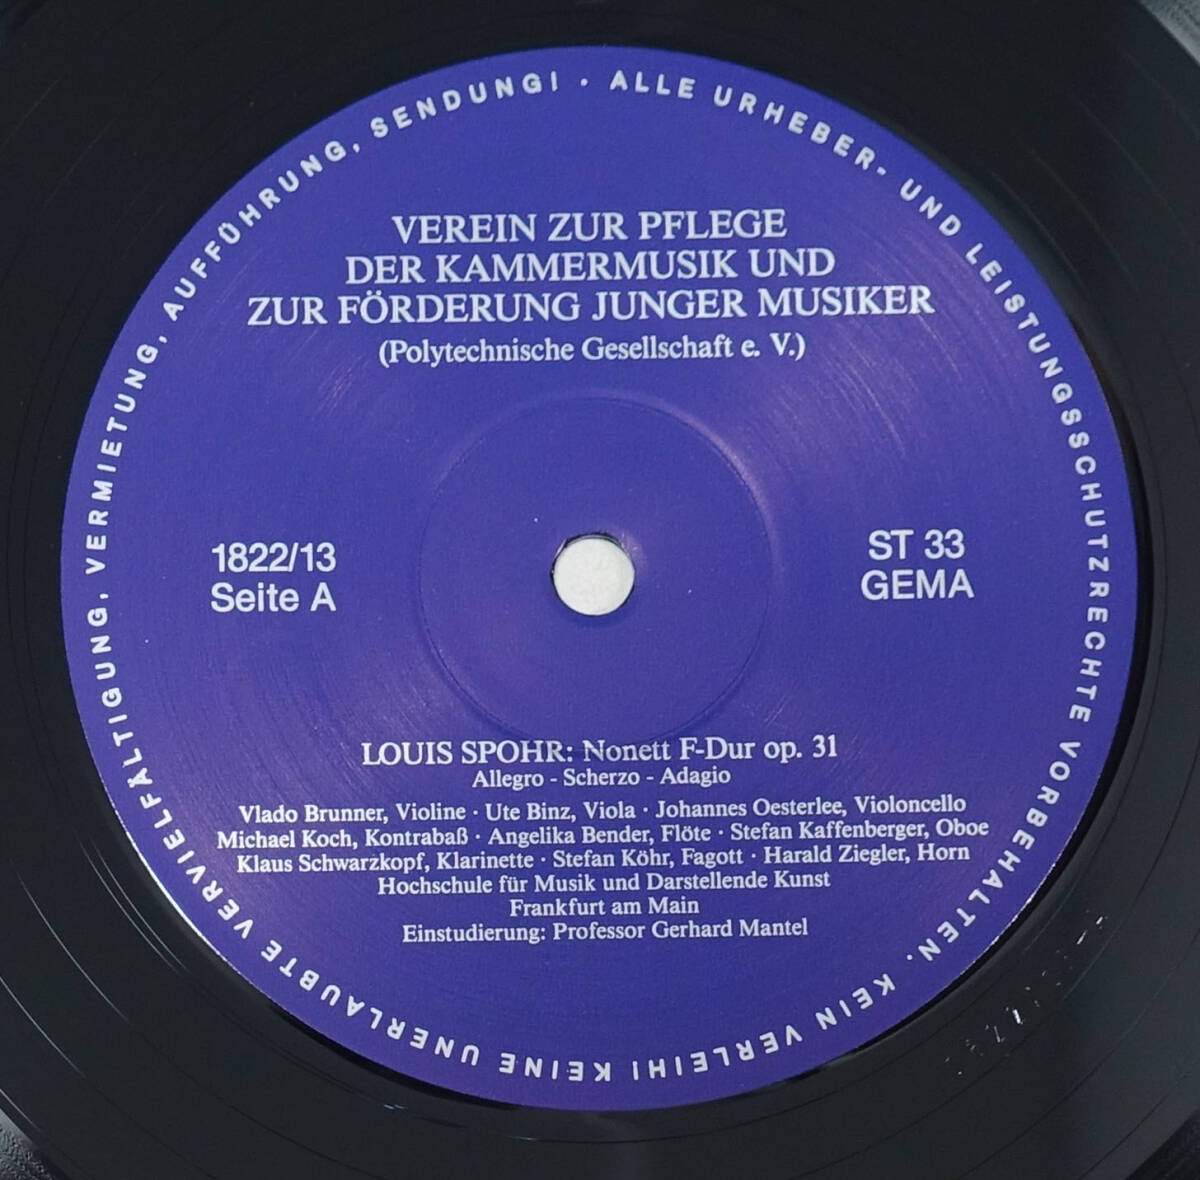 ALLE URHEBER- UND LEISTUNGSSCHUTZRECHTE VORBEHALTEN. KEIN VERLEIH! KEINE UNERLAUBTE VERVIELFÄLTIGUNG, VERMIETUNG, AUFFÜHRUNG, SENDUNG! ·
VEREIN ZUR PFLEGE
DER KAMMERMUSIK UND
ZUR FÖRDERUNG JUNGER MUSIKER
(Polytechnische Gesellschaft e. V.)
1822/13
Seite A
ST 33
GEMA
LOUIS SPOHR: Nonett F-Dur op. 31
Allegro - Scherzo - Adagio
Vlado Brunner, Violine · Ute Binz, Viola · Johannes Oesterlee, Violoncello
Michael Koch, Kontrabaß · Angelika Bender, Flöte · Stefan Kaffenberger, Oboe
Klaus Schwarzkopf, Klarinette · Stefan Köhr, Fagott · Harald Ziegler, Horn
Hochschule für Musik und Darstellende Kunst
Frankfurt am Main
Einstudierung: Professor Gerhard Mantel